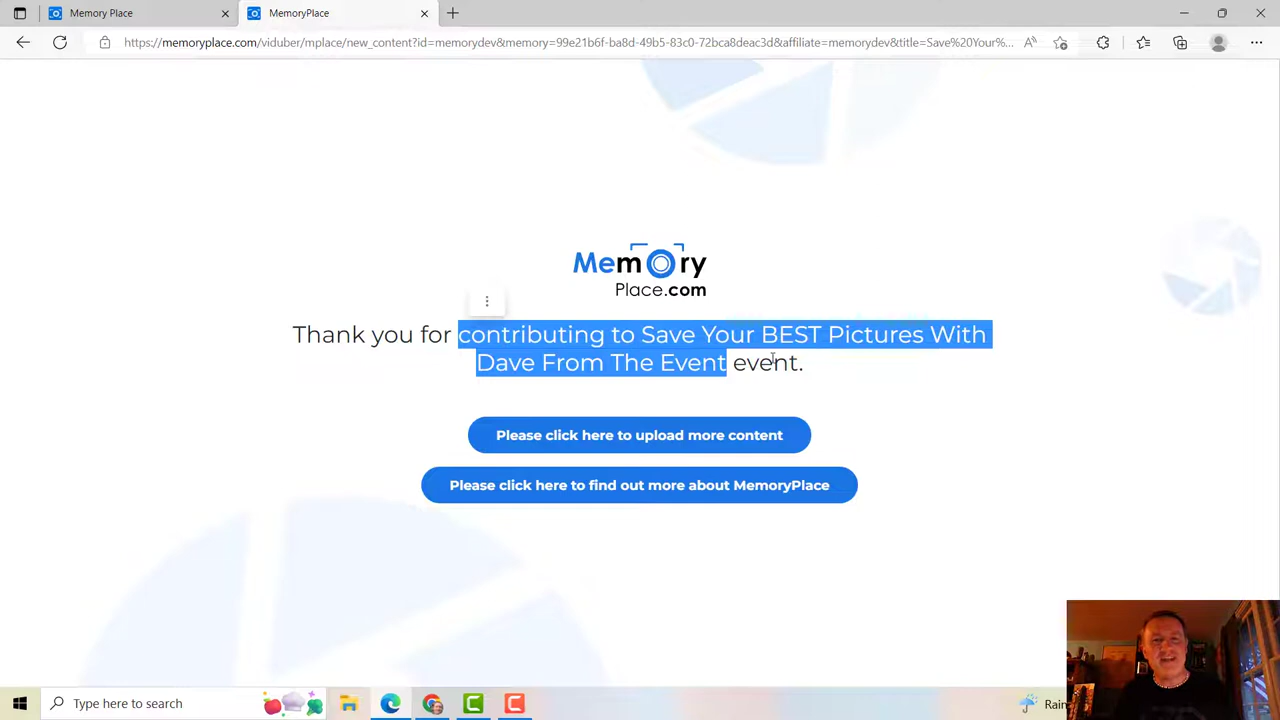 Memory Place
MemoryPlace
https://memoryplace.com/viduber/mplace/new_content?id=memorydev&memory=99e21b6f-ba8d-49b5-83c0-72bca8deac3d&affiliate=memorydev&title=Save%20Your%...
Memory
Place.com
Thank you for contributing to Save Your BEST Pictures With
Dave From The Event event.
Please click here to upload more content
Please click here to find out more about MemoryPlace
Type here to search
Rain